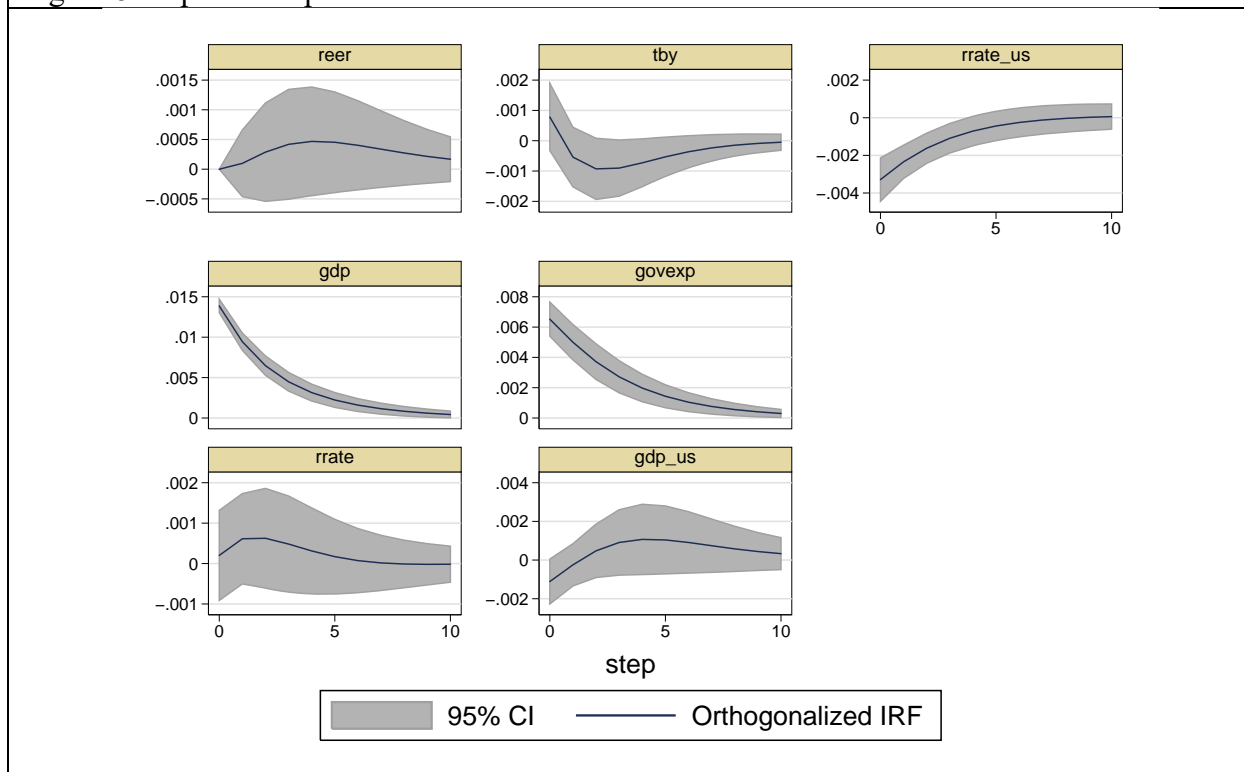 reer
.0015
.001
.0005
0
−.0005
tby
.002
.001
0
−.001
−.002
rrate_us
.002
0
−.002
−.004
0 5 10
gdp
.015
.01
.005
0
govexp
.008
.006
.004
.002
0
rrate
.002
.001
0
−.001
0 5 10
gdp_us
.004
.002
0
−.002
0 5 10
step
95% CI Orthogonalized IRF